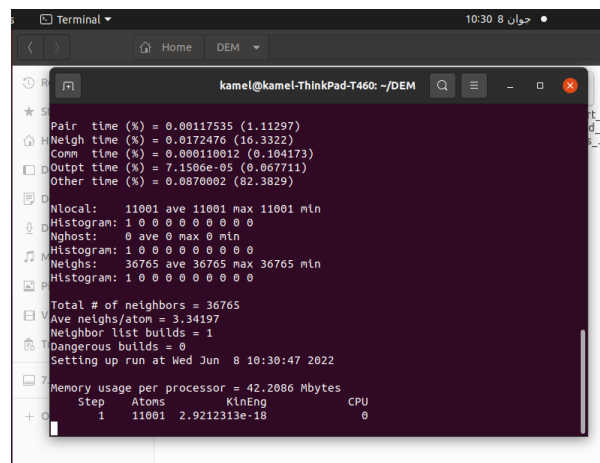 Terminal
10:30 8 جوان
Home DEM
kamel@kamel-ThinkPad-T460: ~/DEM
Pair  time (%) = 0.00117535 (1.11297)
Neigh time (%) = 0.0172476 (16.3322)
Comm  time (%) = 0.000110012 (0.104173)
Outpt time (%) = 7.1506e-05 (0.067711)
Other time (%) = 0.0870002 (82.3829)
Nlocal:    11001 ave 11001 max 11001 min
Histogram: 1 0 0 0 0 0 0 0 0 0
Nghost:    0 ave 0 max 0 min
Histogram: 1 0 0 0 0 0 0 0 0 0
Neighs:    36765 ave 36765 max 36765 min
Histogram: 1 0 0 0 0 0 0 0 0 0
Total # of neighbors = 36765
Ave neighs/atom = 3.34197
Neighbor list builds = 1
Dangerous builds = 0
Setting up run at Wed Jun  8 10:30:47 2022
Memory usage per processor = 42.2086 Mbytes
Step    Atoms         KinEng            CPU
1    11001  2.9212313e-18              0